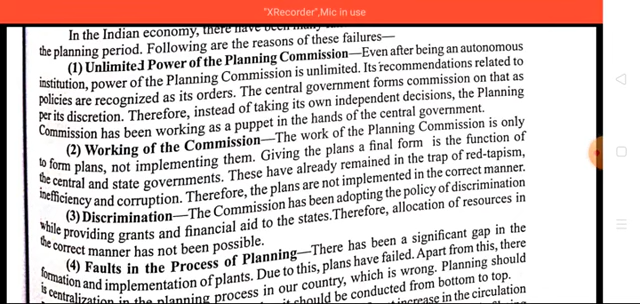 "XRecorder",Mic in use
In the Indian economy, there have been many
the planning period. Following are the reasons of these failures—
(1) Unlimited Power of the Planning Commission—Even after being an autonomous
institution, power of the Planning Commission is unlimited. Its recommendations related to
policies are recognized as its orders. The central government forms commission on that as
per its discretion. Therefore, instead of taking its own independent decisions, the Planning
Commission has been working as a puppet in the hands of the central government.
(2) Working of the Commission—The work of the Planning Commission is only
to form plans, not implementing them. Giving the plans a final form is the function of
the central and state governments. These have already remained in the trap of red-tapism,
inefficiency and corruption. Therefore, the plans are not implemented in the correct manner.
(3) Discrimination—The Commission has been adopting the policy of discrimination
while providing grants and financial aid to the states.Therefore, allocation of resources in
the correct manner has not been possible.
(4) Faults in the Process of Planning—There has been a significant gap in the
formation and implementation of plants. Due to this, plans have failed. Apart from this, there
is centralization in the planning process in our country, which is wrong. Planning should
it should be conducted from bottom to top.
increase in the circulation